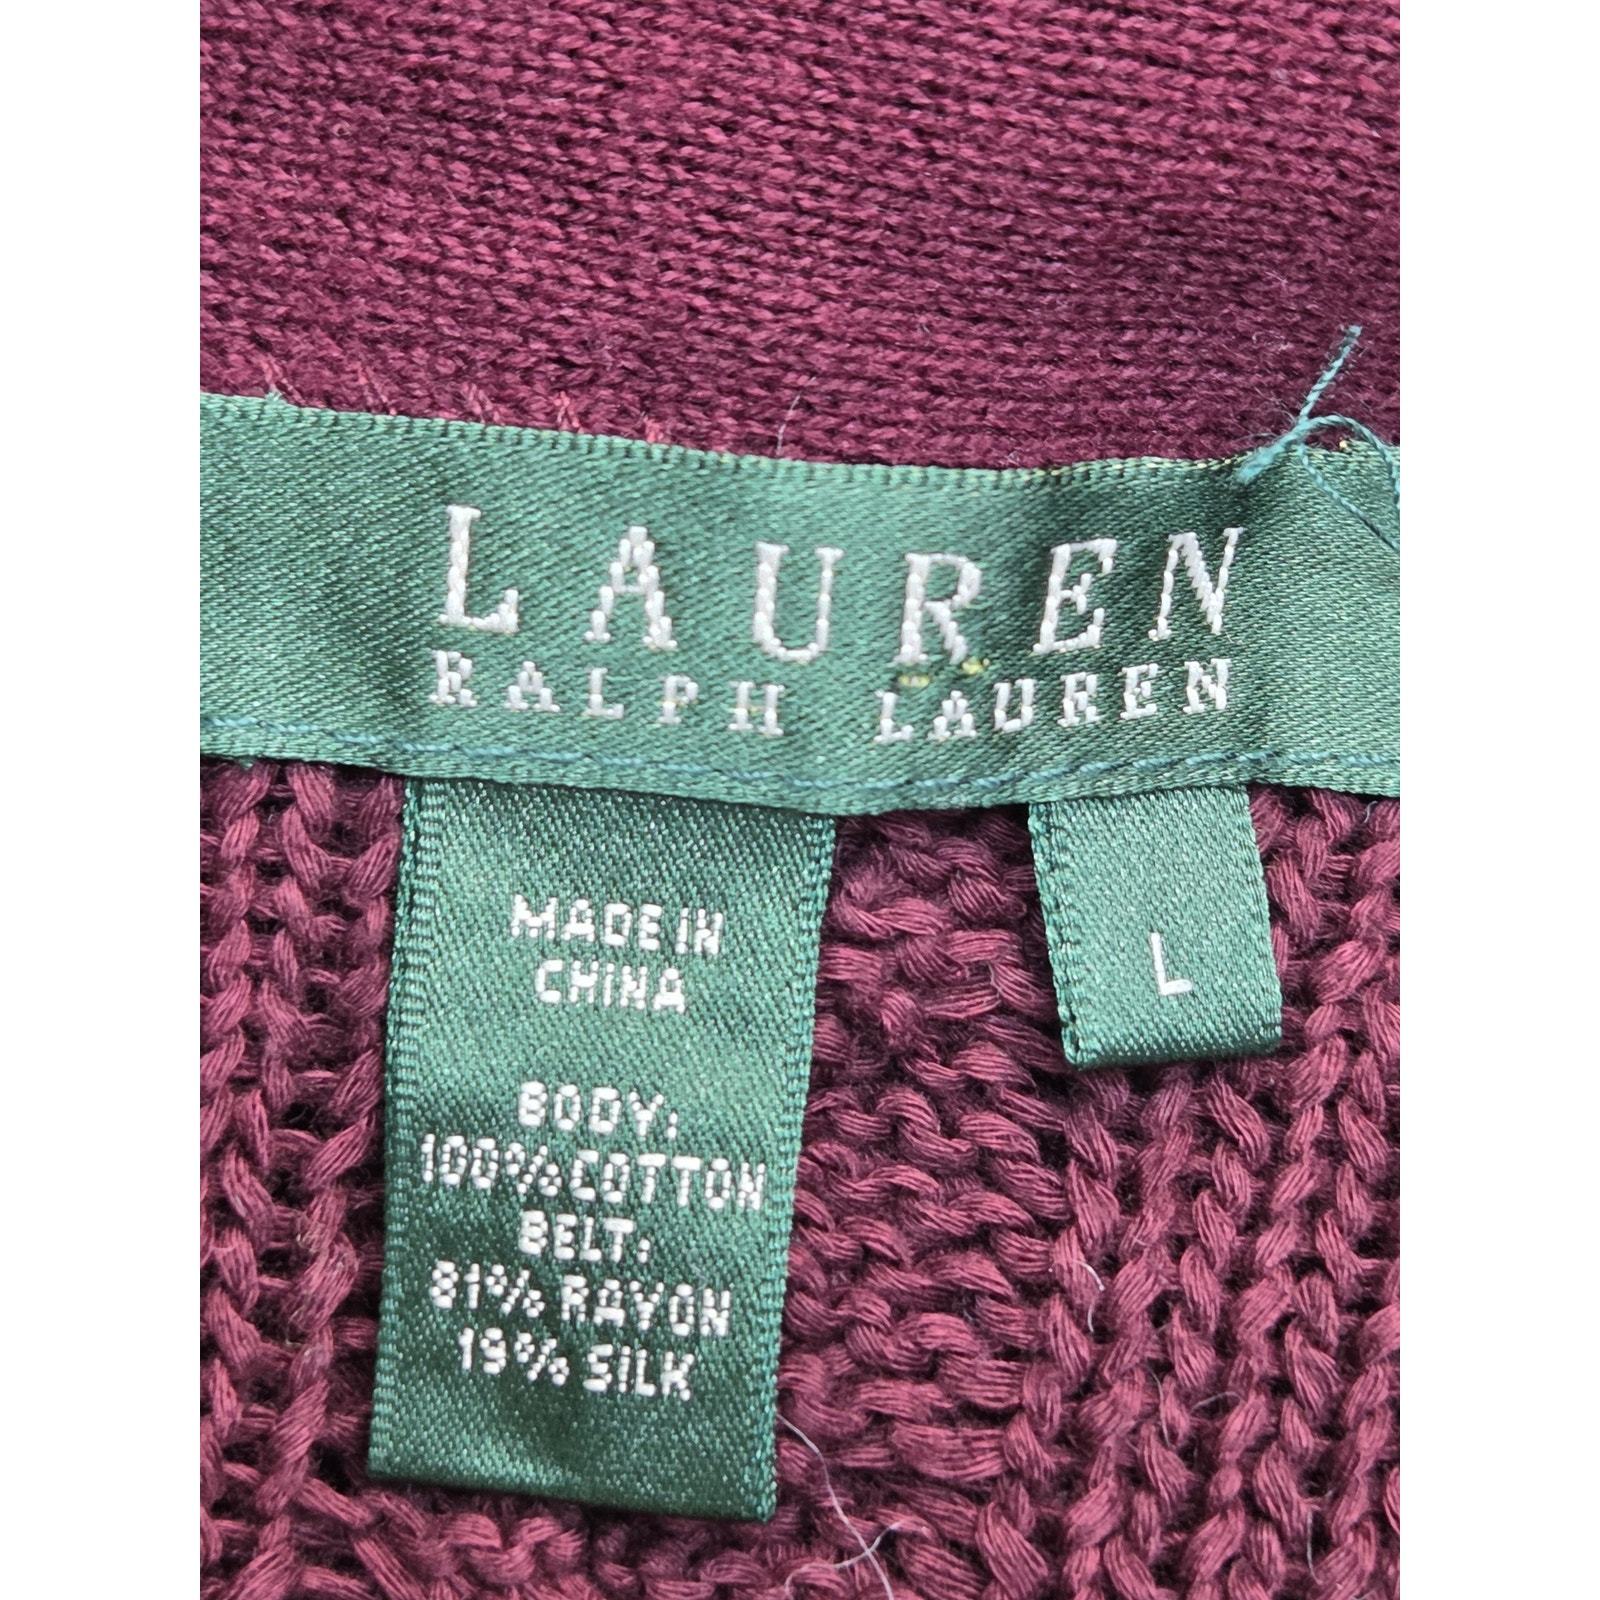 LAUREN
RALPH LAUREN
MADE IN
CHINA
L
BODY:
100% COTTON
BELT:
81% RAYON
19% SILK